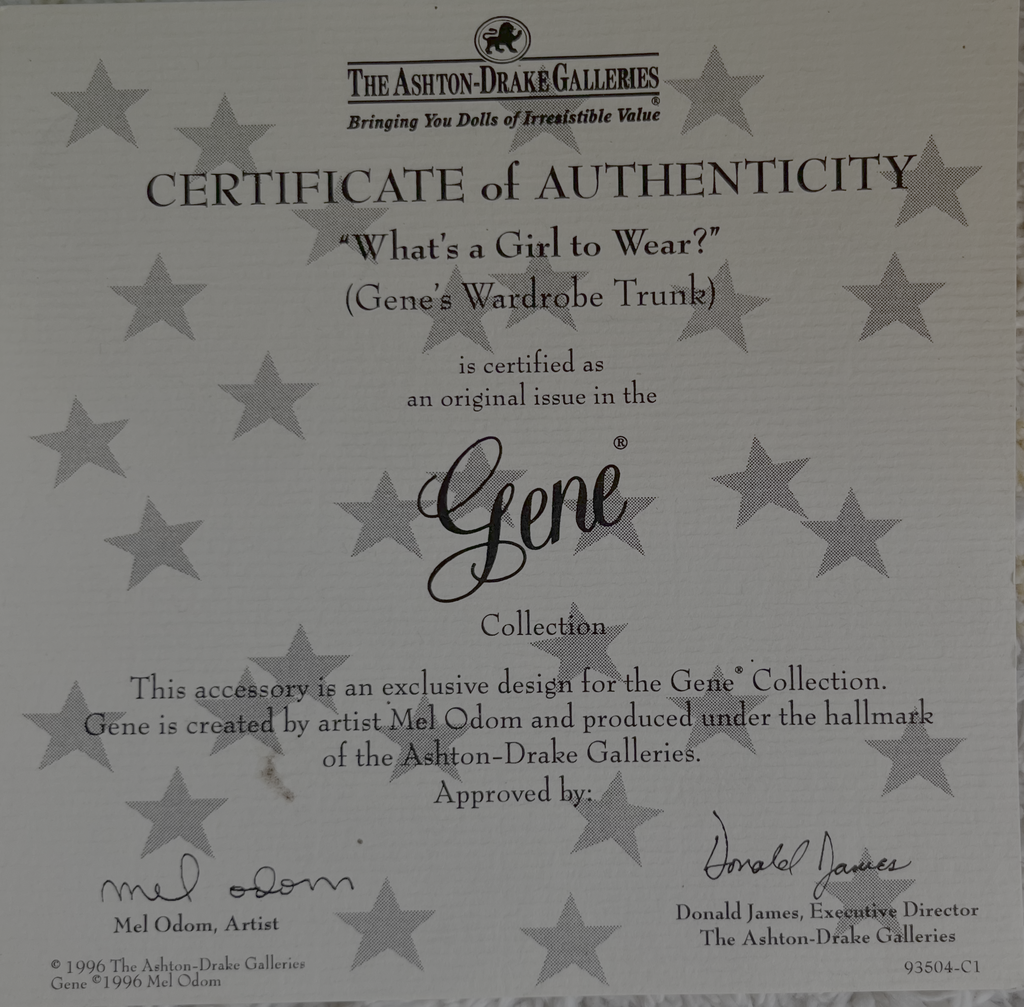 THE ASHTON-DRAKE GALLERIES
Bringing You Dolls of Irresistible Value®
CERTIFICATE of AUTHENTICITY
"What's a Girl to Wear?"
(Gene's Wardrobe Trunk)
is certified as
an original issue in the
Gene®
Collection
This accessory is an exclusive design for the Gene® Collection.
Gene is created by artist Mel Odom and produced under the hallmark
of the Ashton-Drake Galleries.
Approved by:
mel odom
Donald James
Mel Odom, Artist
Donald James, Executive Director
The Ashton-Drake Galleries
© 1996 The Ashton-Drake Galleries
Gene ©1996 Mel Odom
93504-C1